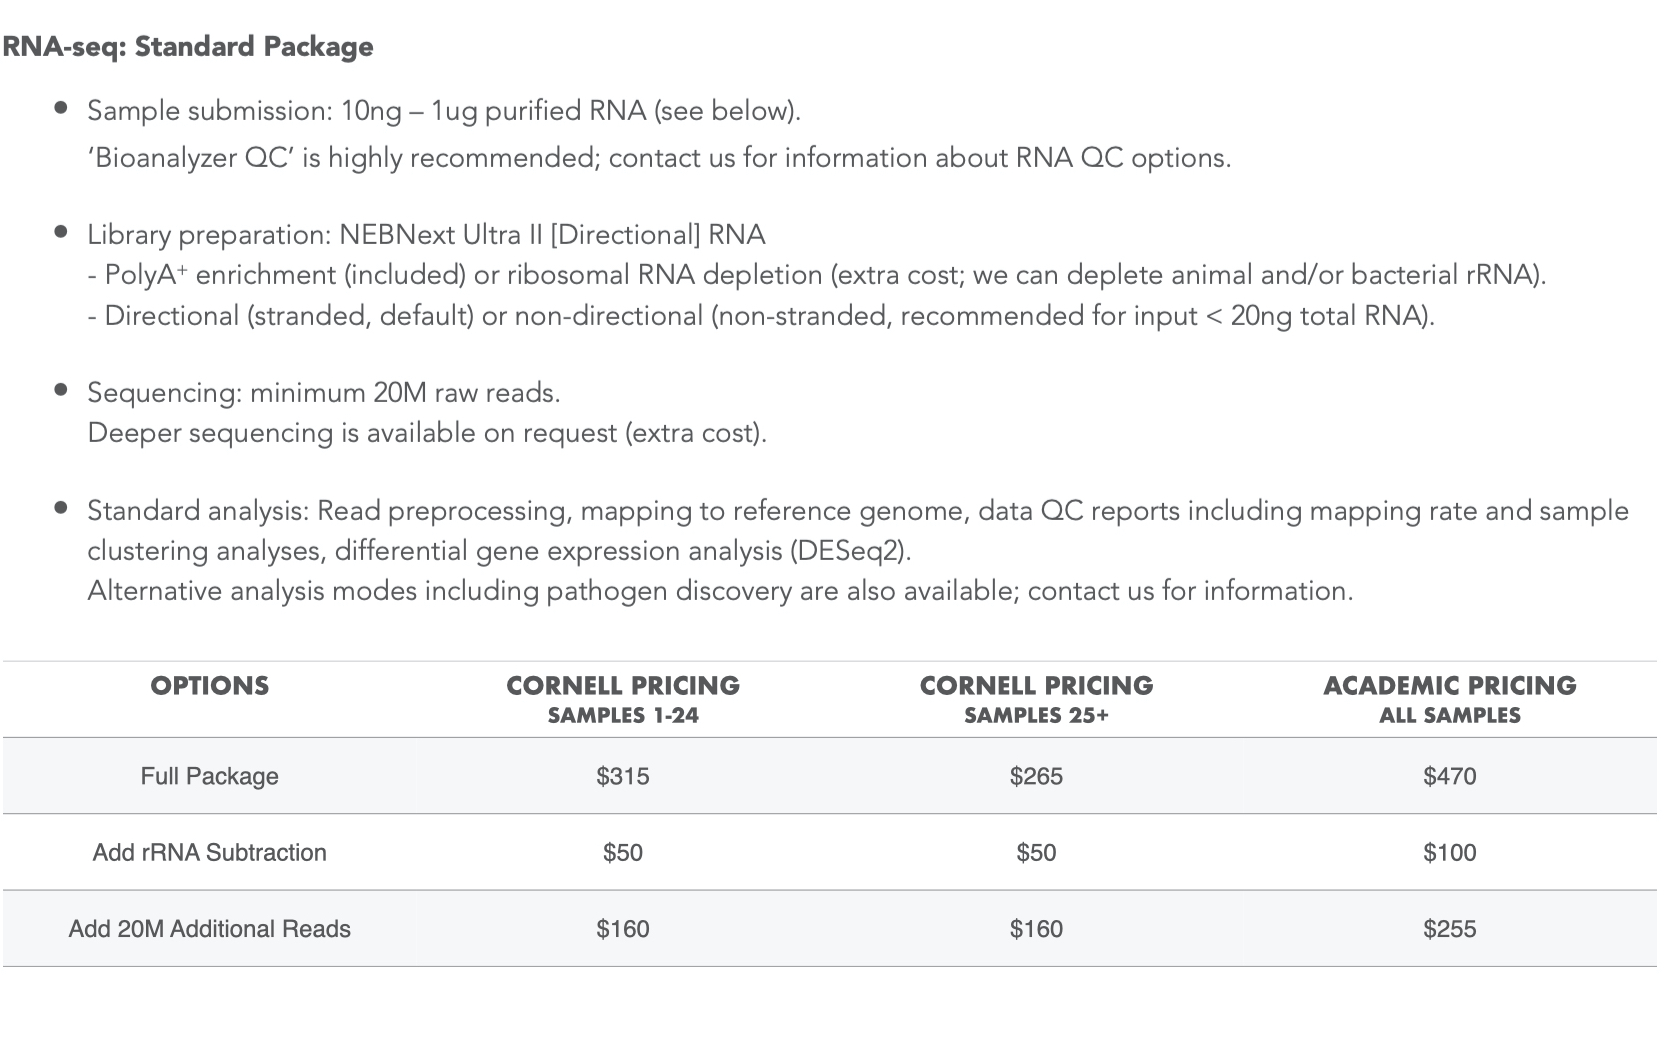 RNA-seq: Standard Package
• Sample submission: 10ng – 1ug purified RNA (see below).
‘Bioanalyzer QC’ is highly recommended; contact us for information about RNA QC options.
• Library preparation: NEBNext Ultra II [Directional] RNA
- PolyA⁺ enrichment (included) or ribosomal RNA depletion (extra cost; we can deplete animal and/or bacterial rRNA).
- Directional (stranded, default) or non-directional (non-stranded, recommended for input < 20ng total RNA).
• Sequencing: minimum 20M raw reads.
Deeper sequencing is available on request (extra cost).
• Standard analysis: Read preprocessing, mapping to reference genome, data QC reports including mapping rate and sample
clustering analyses, differential gene expression analysis (DESeq2).
Alternative analysis modes including pathogen discovery are also available; contact us for information.
OPTIONS CORNELL PRICING CORNELL PRICING ACADEMIC PRICING
SAMPLES 1-24 SAMPLES 25+ ALL SAMPLES
Full Package $315 $265 $470
Add rRNA Subtraction $50 $50 $100
Add 20M Additional Reads $160 $160 $255